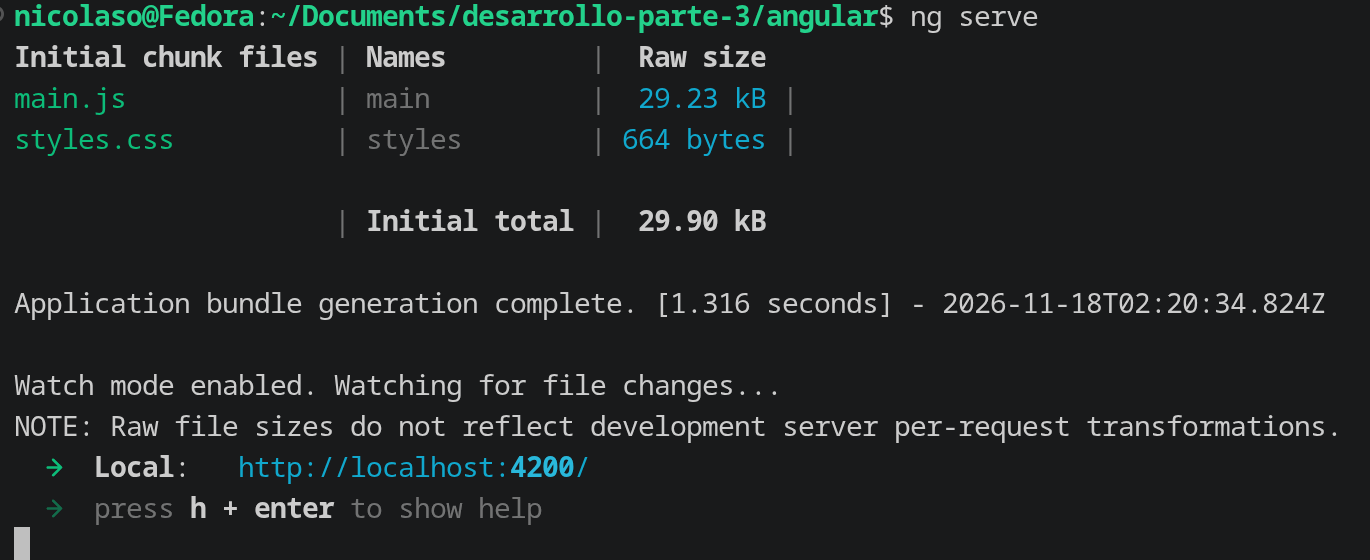 nicolaso@Fedora:~/Documents/desarrollo-parte-3/angular$ ng serve
Initial chunk files | Names         |  Raw size
main.js             | main          |  29.23 kB |
styles.css          | styles        | 664 bytes |
                    | Initial total |  29.90 kB
Application bundle generation complete. [1.316 seconds] - 2026-11-18T02:20:34.824Z
Watch mode enabled. Watching for file changes...
NOTE: Raw file sizes do not reflect development server per-request transformations.
  ➜  Local:   http://localhost:4200/
  ➜  press h + enter to show help